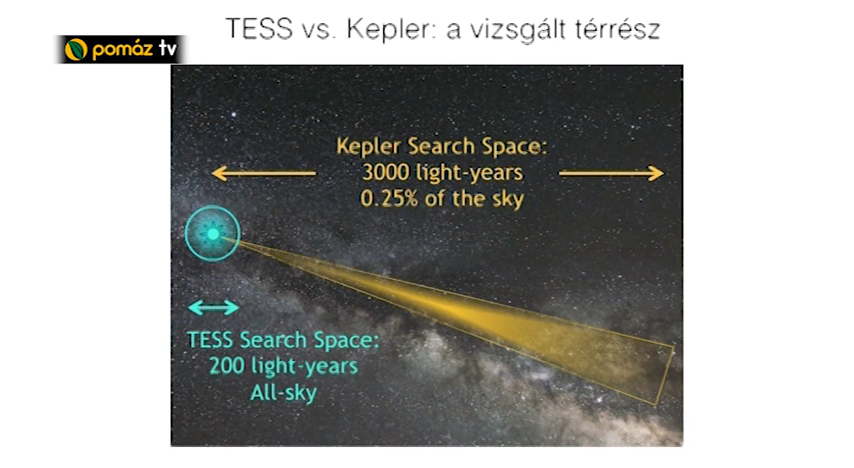 TESS vs. Kepler: a vizsgált térrész
pomáz tv
Kepler Search Space:
3000 light-years
0.25% of the sky
TESS Search Space:
200 light-years
All-sky